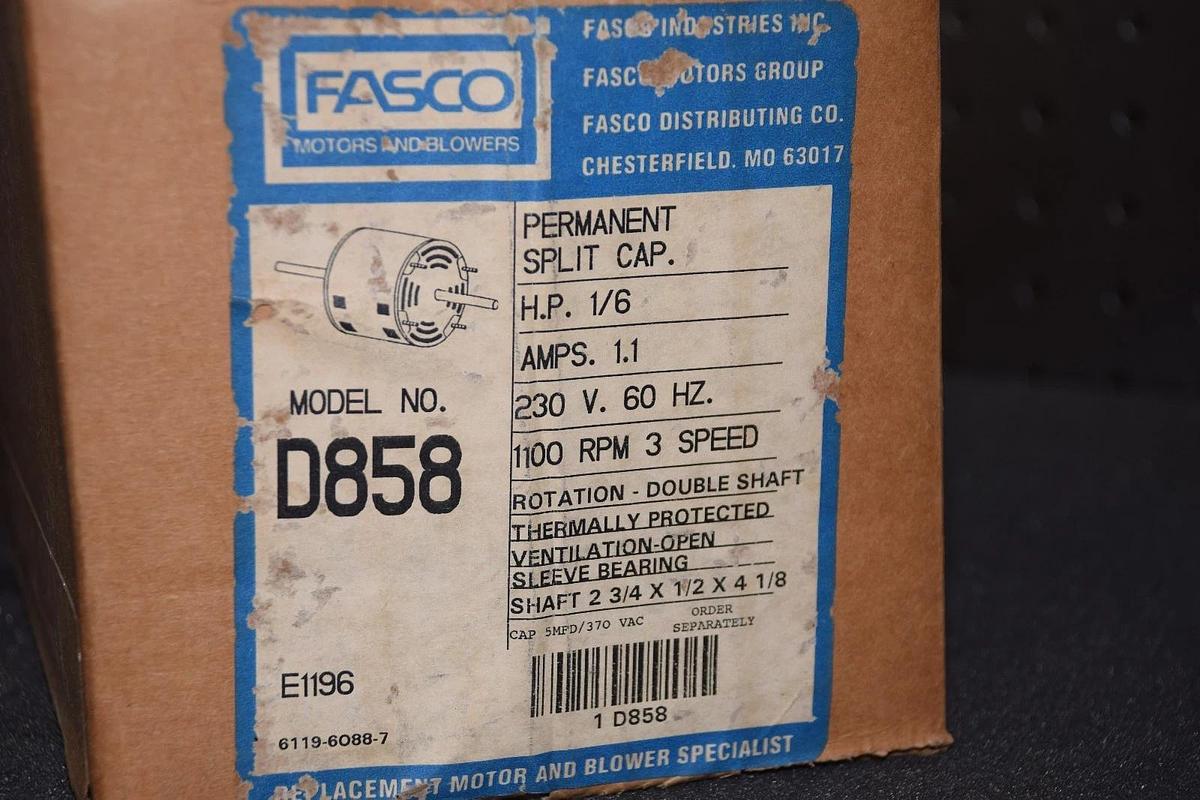 FASCO
MOTORS AND BLOWERS
FASCO INDUSTRIES INC.
FASCO MOTORS GROUP
FASCO DISTRIBUTING CO.
CHESTERFIELD. MO 63017
MODEL NO.
D858
E1196
6119-6088-7
PERMANENT
SPLIT CAP.
H.P. 1/6
AMPS. 1.1
230 V. 60 HZ.
1100 RPM 3 SPEED
ROTATION - DOUBLE SHAFT
THERMALLY PROTECTED
VENTILATION-OPEN
SLEEVE BEARING
SHAFT 2 3/4 X 1/2 X 4 1/8
CAP 5MFD/370 VAC ORDER SEPARATELY
1 D858
REPLACEMENT MOTOR AND BLOWER SPECIALIST